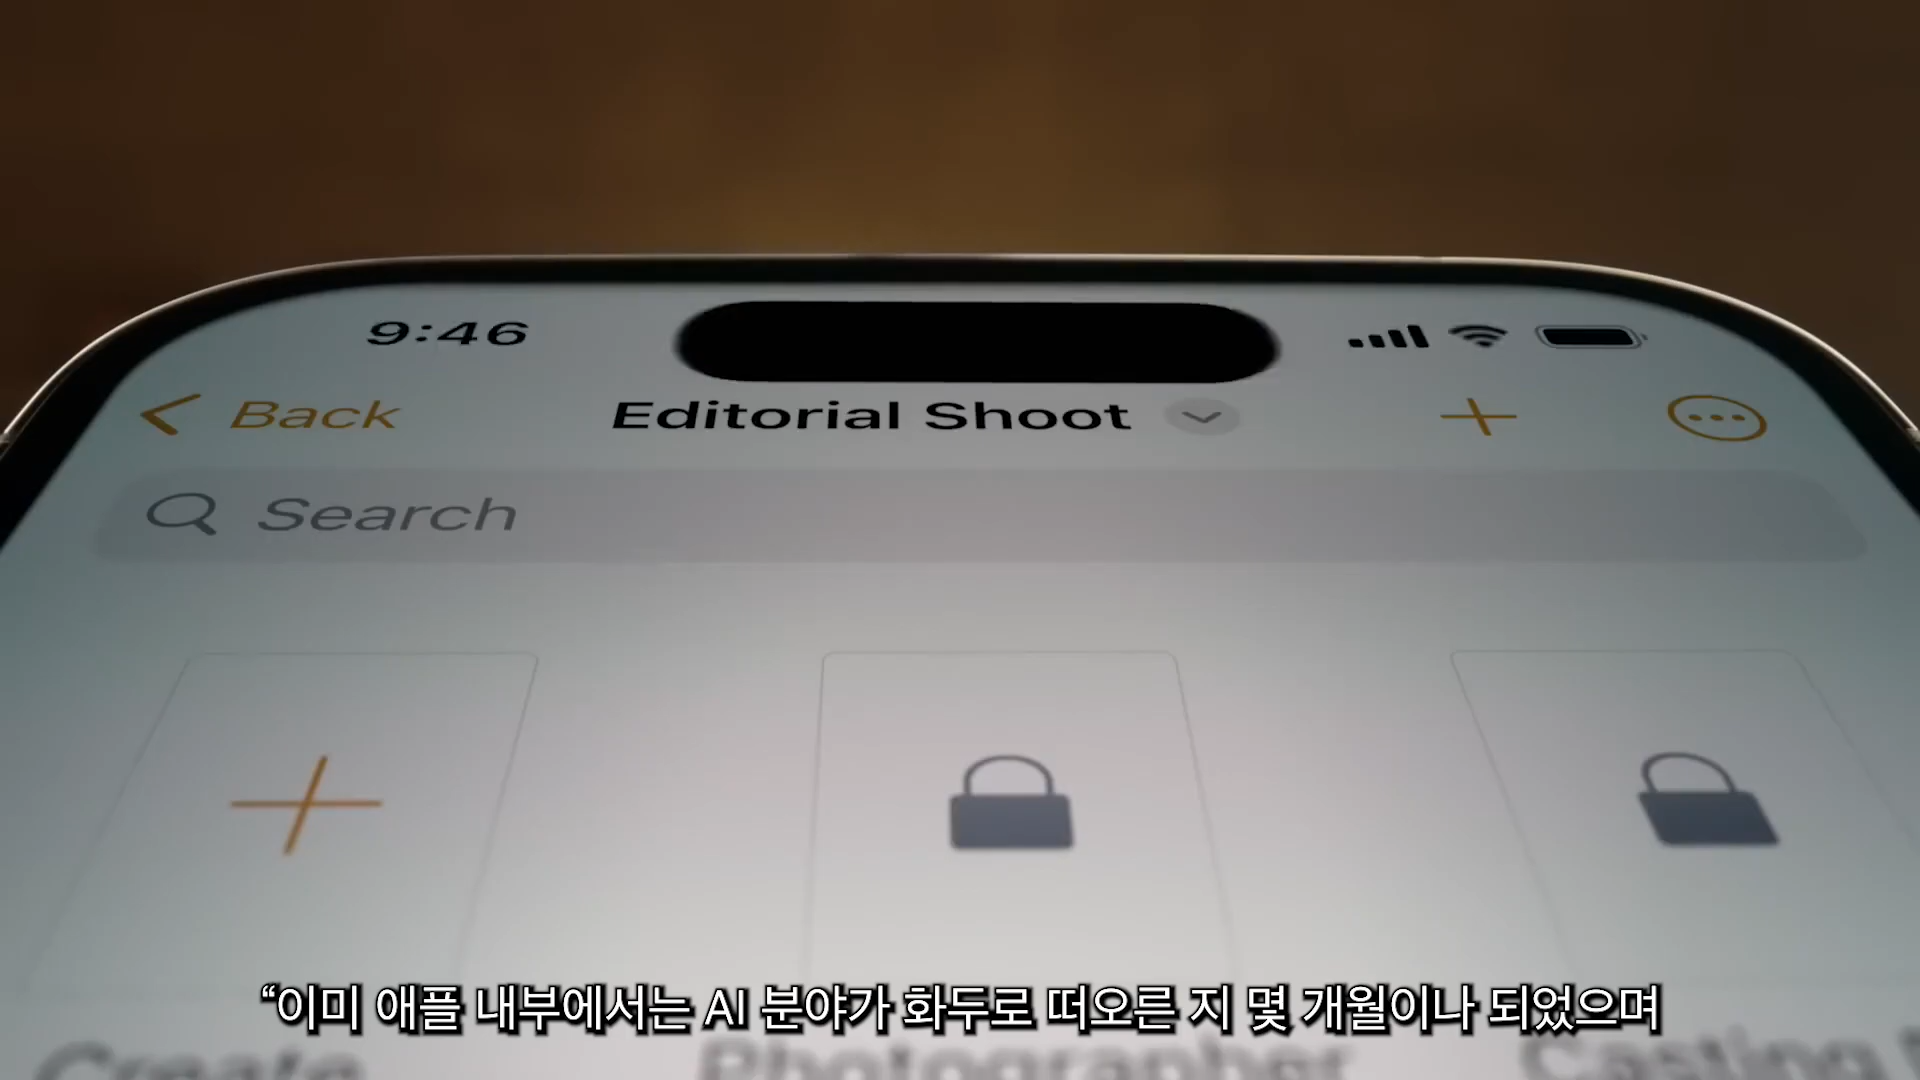 9:46
Back
Editorial Shoot
Search
Create
Photographer
Casting
“이미 애플 내부에서는 AI 분야가 화두로 떠오른 지 몇 개월이나 되었으며